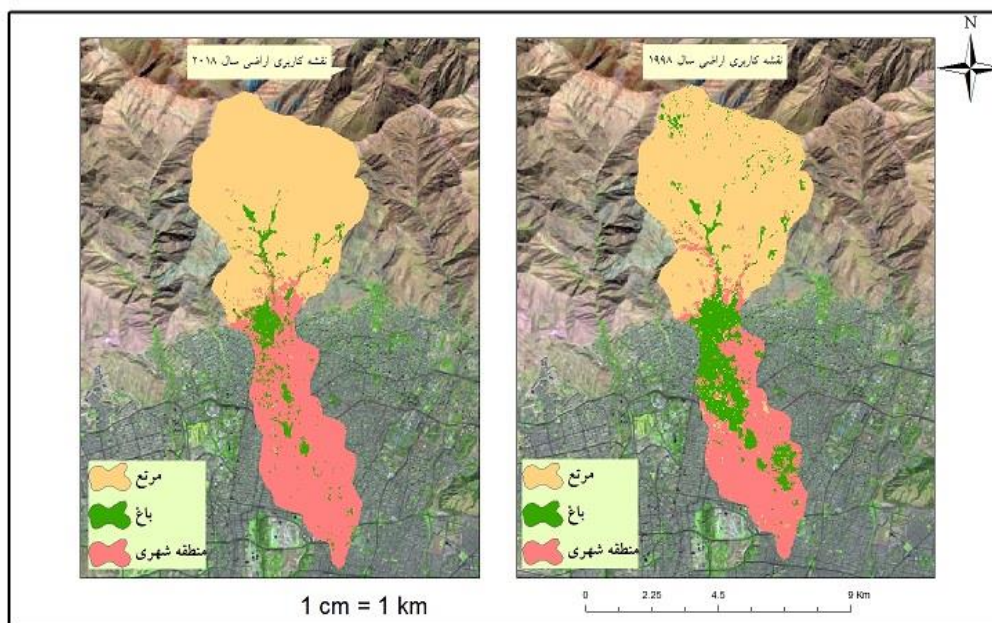 N
نقشه کاربری اراضی سال ۲۰۱۸
نقشه کاربری اراضی سال ۱۹۹۸
مرتع
باغ
منطقه شهری
مرتع
باغ
منطقه شهری
1 cm = 1 km
0 2.25 4.5 9 Km